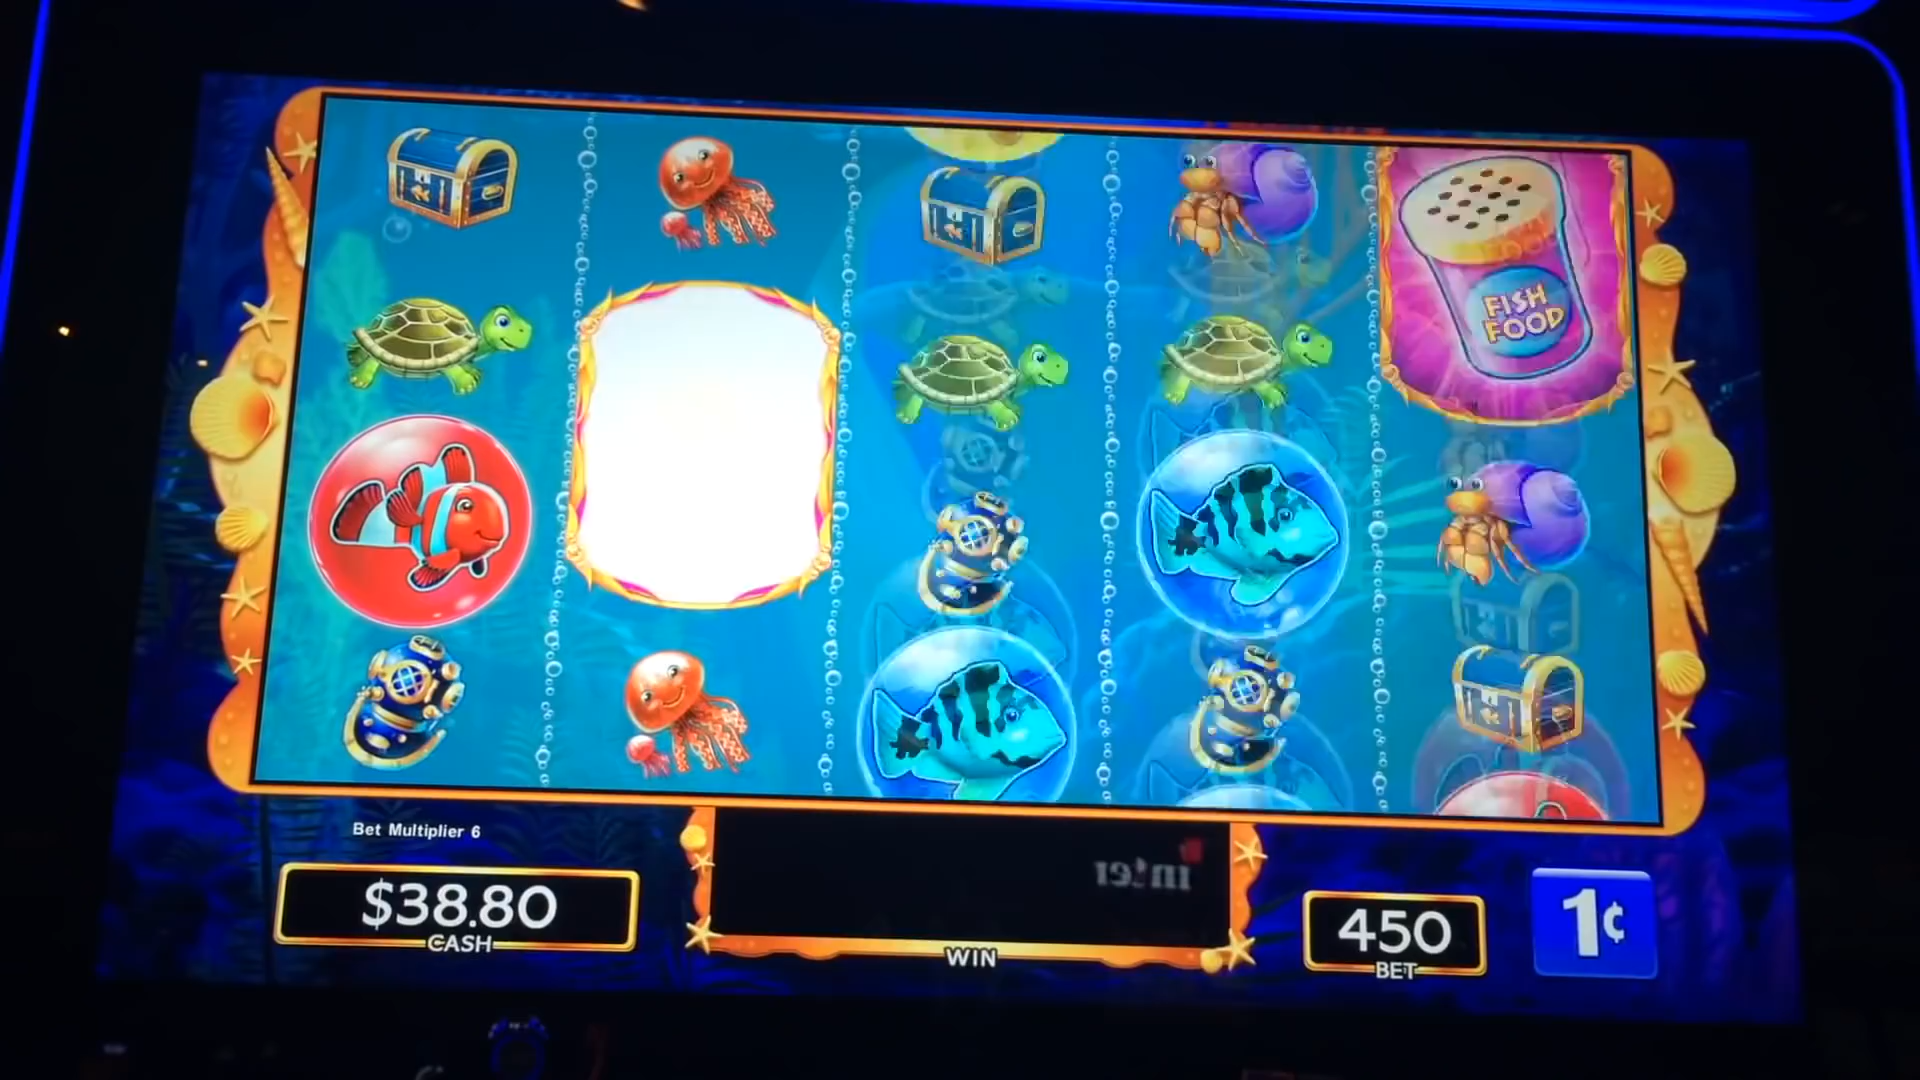 FISH
FOOD
Bet Multiplier 6
$38.80
CASH
WIN
450
BET
1¢